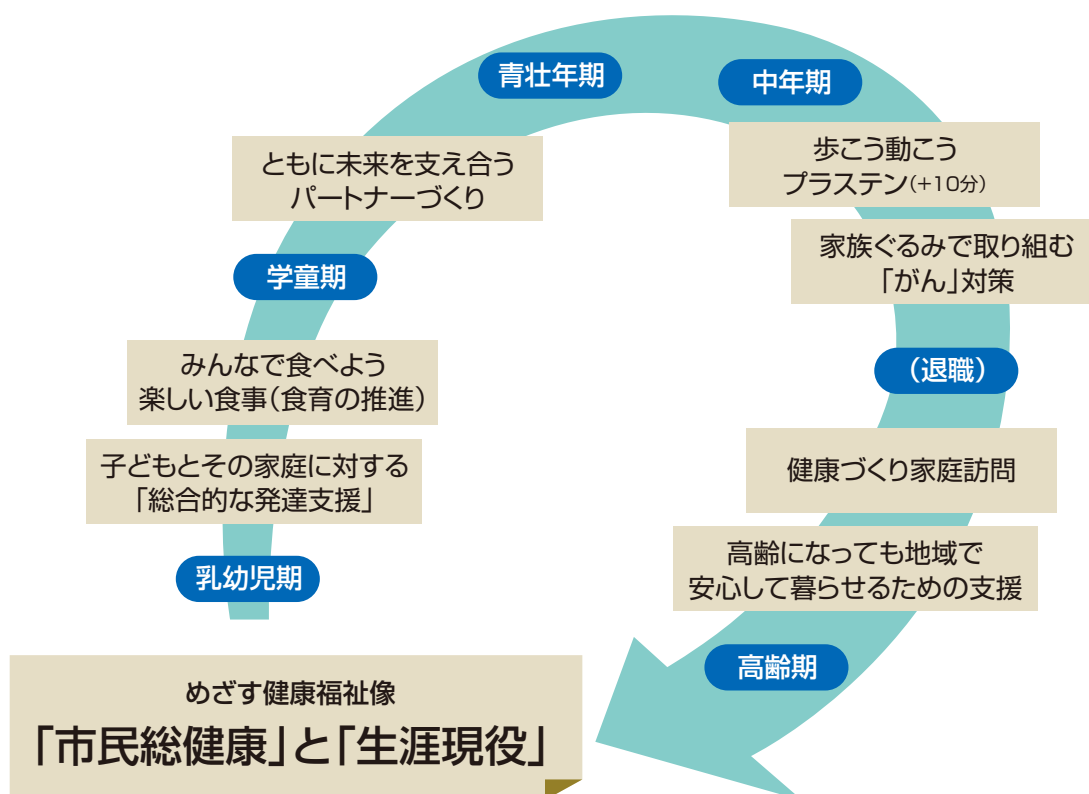 青壮年期
中年期
ともに未来を支え合う
パートナーづくり
歩こう動こう
プラステン(+10分)
家族ぐるみで取り組む
「がん」対策
学童期
みんなで食べよう
楽しい食事(食育の推進)
(退職)
子どもとその家庭に対する
「総合的な発達支援」
健康づくり家庭訪問
高齢になっても地域で
安心して暮らせるための支援
乳幼児期
高齢期
めざす健康福祉像
「市民総健康」と「生涯現役」